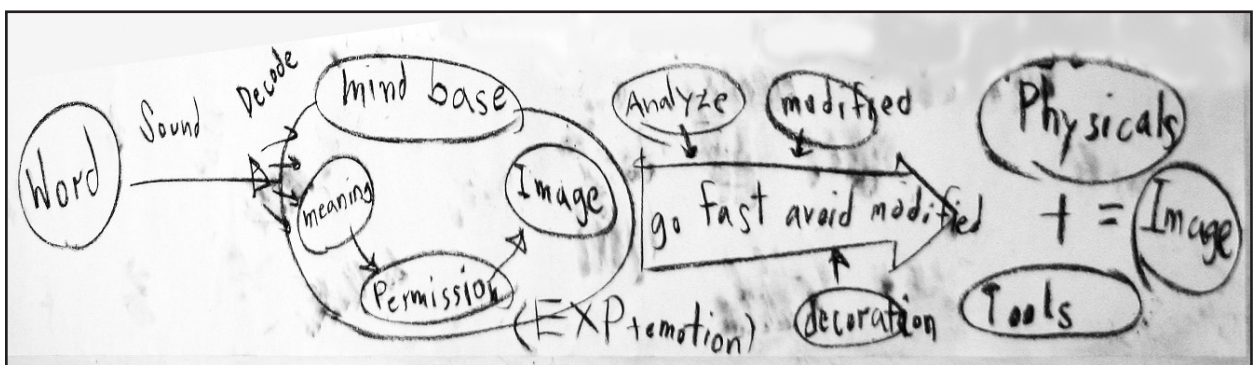 Word
Sound
Decode
mind base
meaning
Permission
Image
(EXP+emotion)
Analyze
modified
go fast avoid modified
decoration
Physicals
+ = Image
Tools